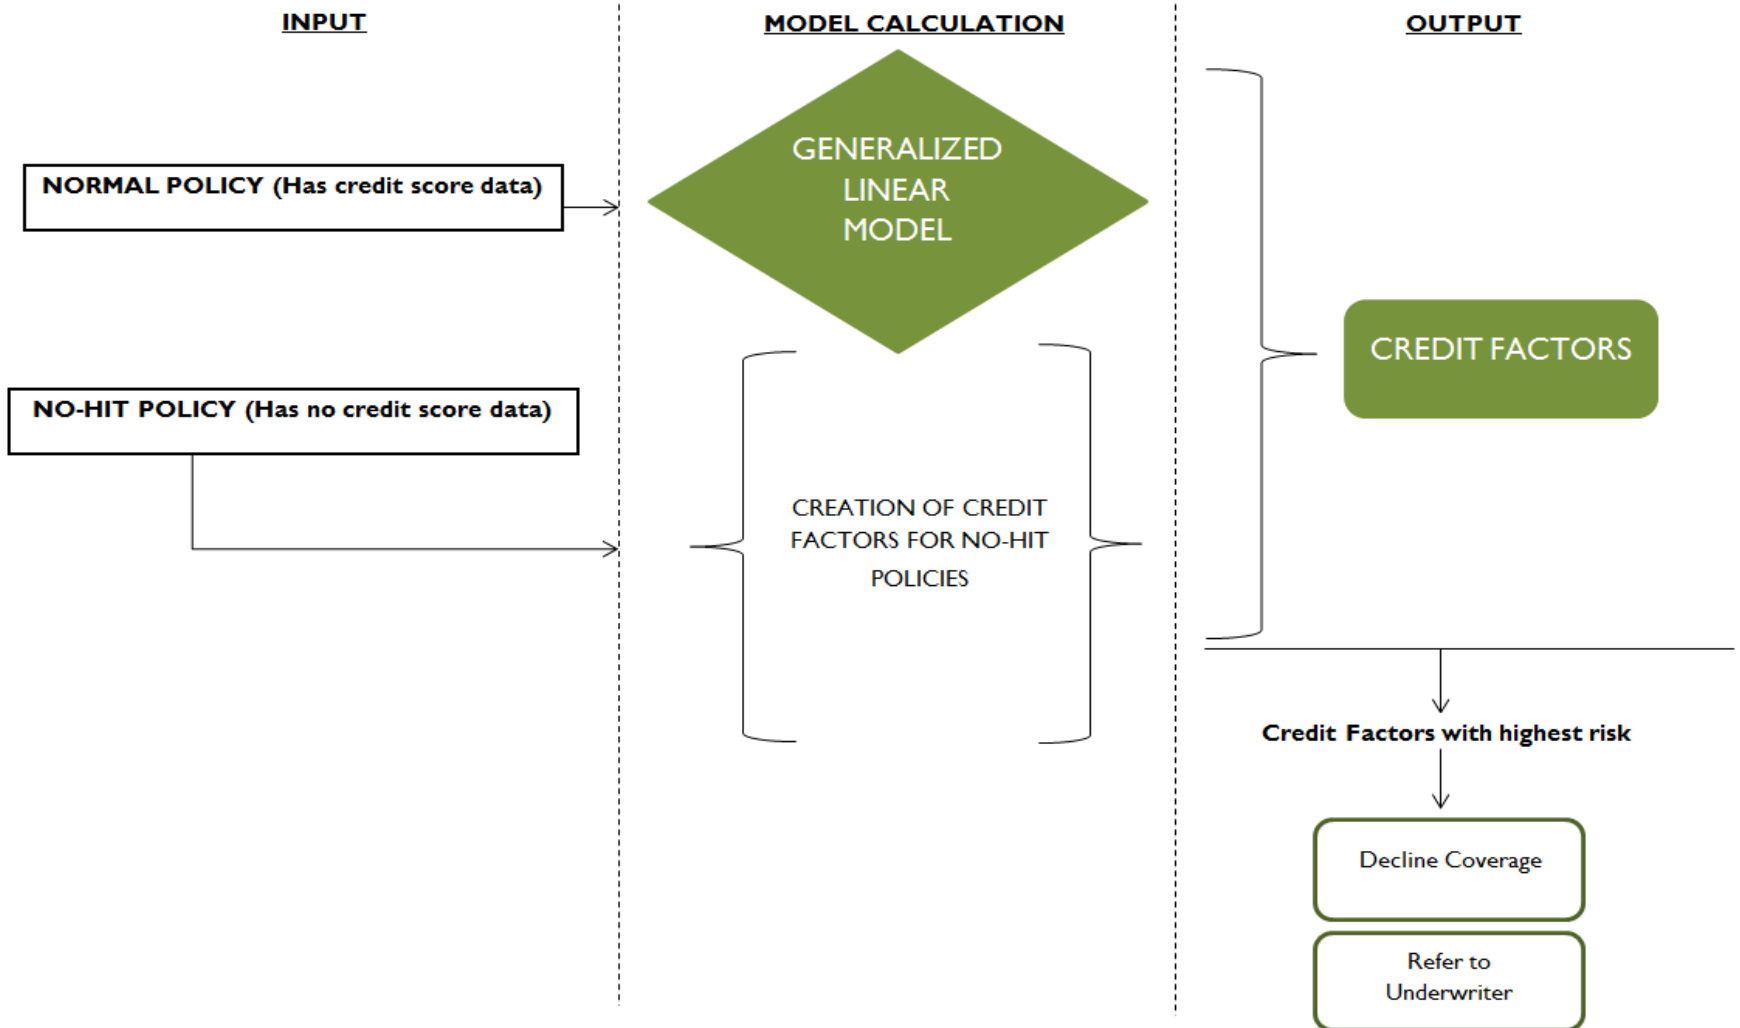 INPUT
MODEL CALCULATION
OUTPUT
NORMAL POLICY (Has credit score data)
GENERALIZED
LINEAR
MODEL
NO-HIT POLICY (Has no credit score data)
CREATION OF CREDIT
FACTORS FOR NO-HIT
POLICIES
CREDIT FACTORS
Credit Factors with highest risk
Decline Coverage
Refer to
Underwriter